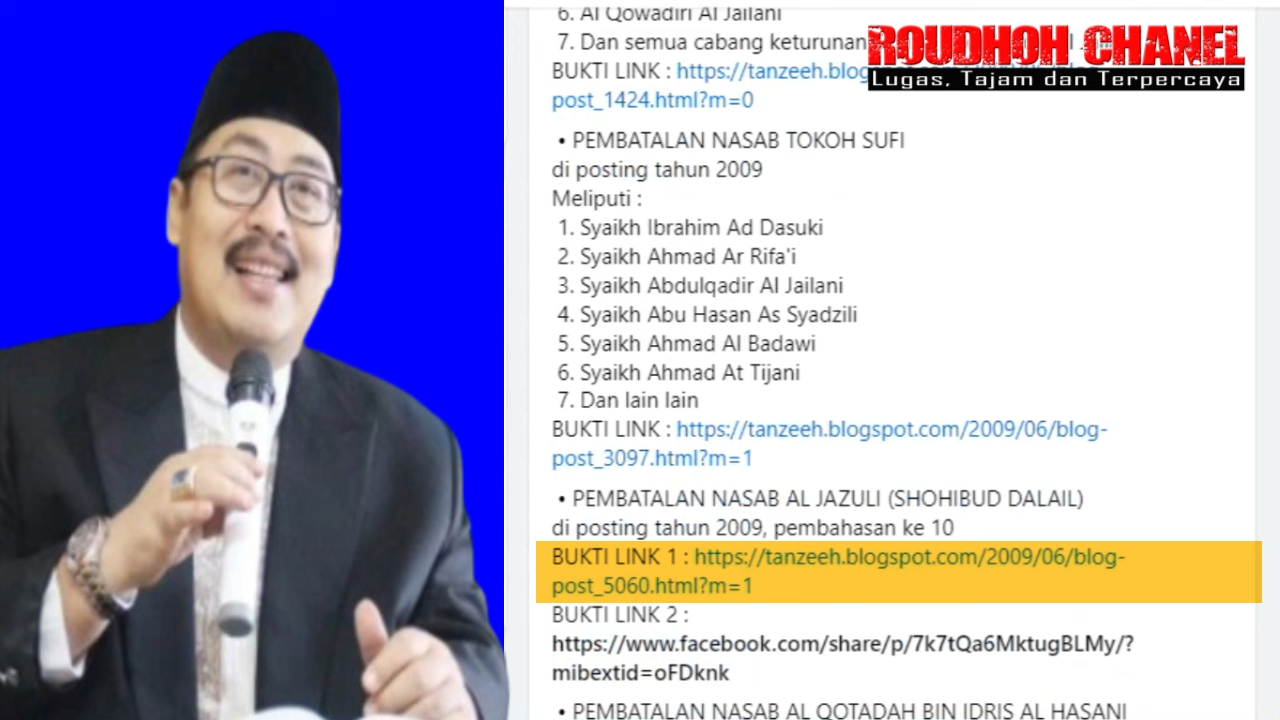 6. Al Qowadiri Al Jailani
7. Dan semua cabang keturunan
ROUDHOH CHANEL
Lugas, Tajam dan Terpercaya
BUKTI LINK : https://tanzeeh.blog
post_1424.html?m=0
• PEMBATALAN NASAB TOKOH SUFI
di posting tahun 2009
Meliputi :
1. Syaikh Ibrahim Ad Dasuki
2. Syaikh Ahmad Ar Rifa'i
3. Syaikh Abdulqadir Al Jailani
4. Syaikh Abu Hasan As Syadzili
5. Syaikh Ahmad Al Badawi
6. Syaikh Ahmad At Tijani
7. Dan lain lain
BUKTI LINK : https://tanzeeh.blogspot.com/2009/06/blog-
post_3097.html?m=1
• PEMBATALAN NASAB AL JAZULI (SHOHIBUD DALAIL)
di posting tahun 2009, pembahasan ke 10
BUKTI LINK 1 : https://tanzeeh.blogspot.com/2009/06/blog-
post_5060.html?m=1
BUKTI LINK 2 :
https://www.facebook.com/share/p/7k7tQa6MktugBLMy/?
mibextid=oFDknk
• PEMBATALAN NASAB AL QOTADAH BIN IDRIS AL HASANI